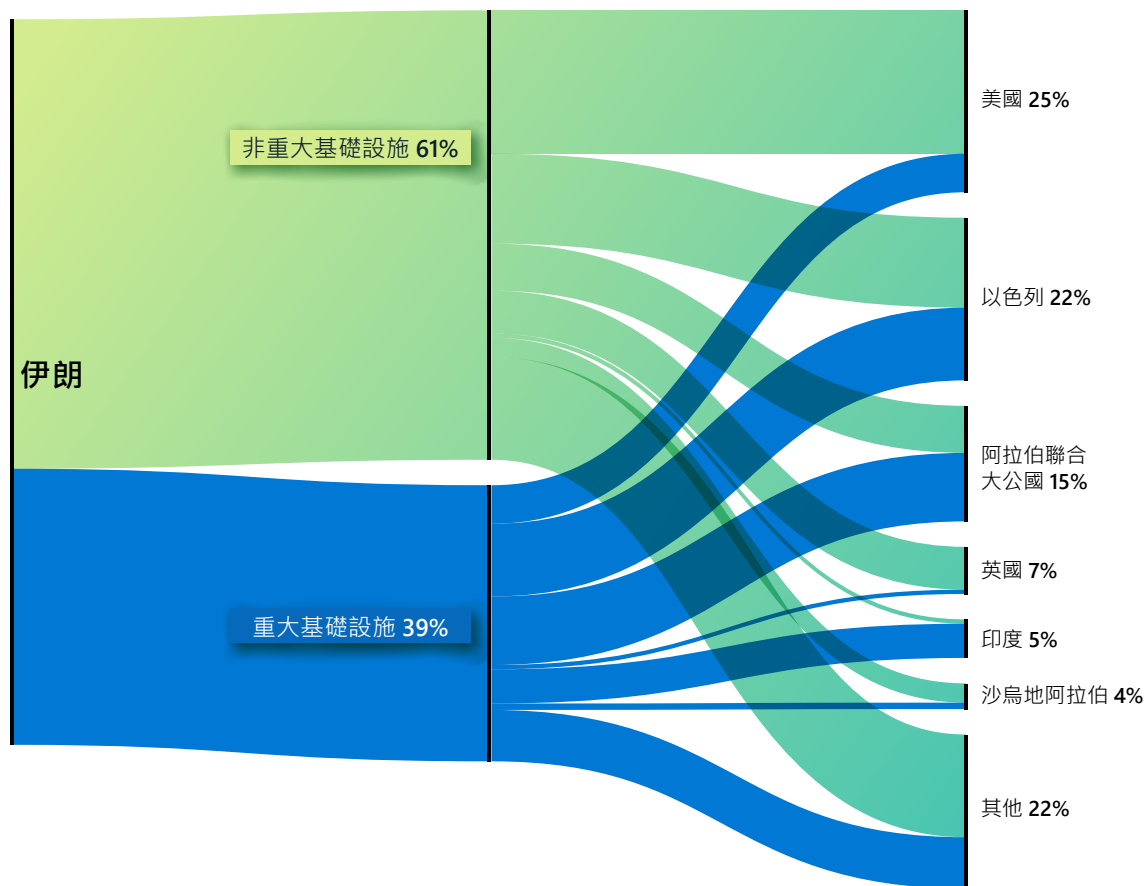 伊朗
非重大基礎設施 61%
重大基礎設施 39%
美國 25%
以色列 22%
阿拉伯聯合
大公國 15%
英國 7%
印度 5%
沙烏地阿拉伯 4%
其他 22%